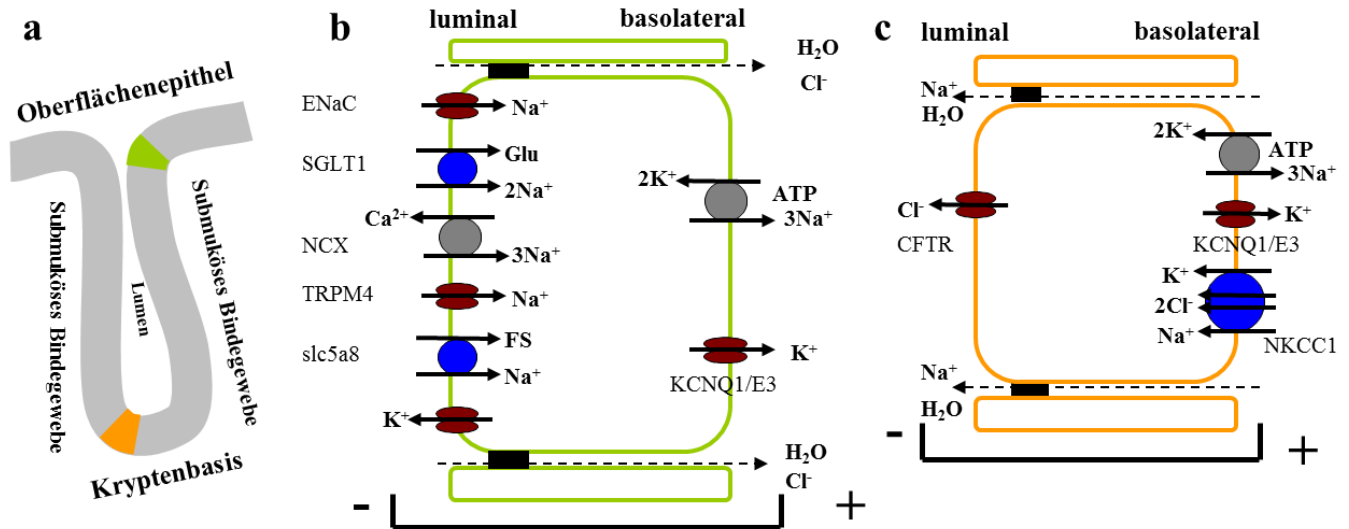 a
Oberflächenepithel
Submuköses Bindegewebe
Lumen
Submuköses Bindegewebe
Kryptenbasis
b
luminal
basolateral
H₂O
Cl⁻
ENaC
Na⁺
SGLT1
Glu
2Na⁺
Ca²⁺
NCX
3Na⁺
TRPM4
Na⁺
slc5a8
FS
Na⁺
K⁺
2K⁺
ATP
3Na⁺
K⁺
KCNQ1/E3
H₂O
Cl⁻
- +
c
luminal
basolateral
Na⁺
H₂O
2K⁺
ATP
3Na⁺
Cl⁻
CFTR
K⁺
KCNQ1/E3
K⁺
2Cl⁻
Na⁺
NKCC1
Na⁺
H₂O
- +